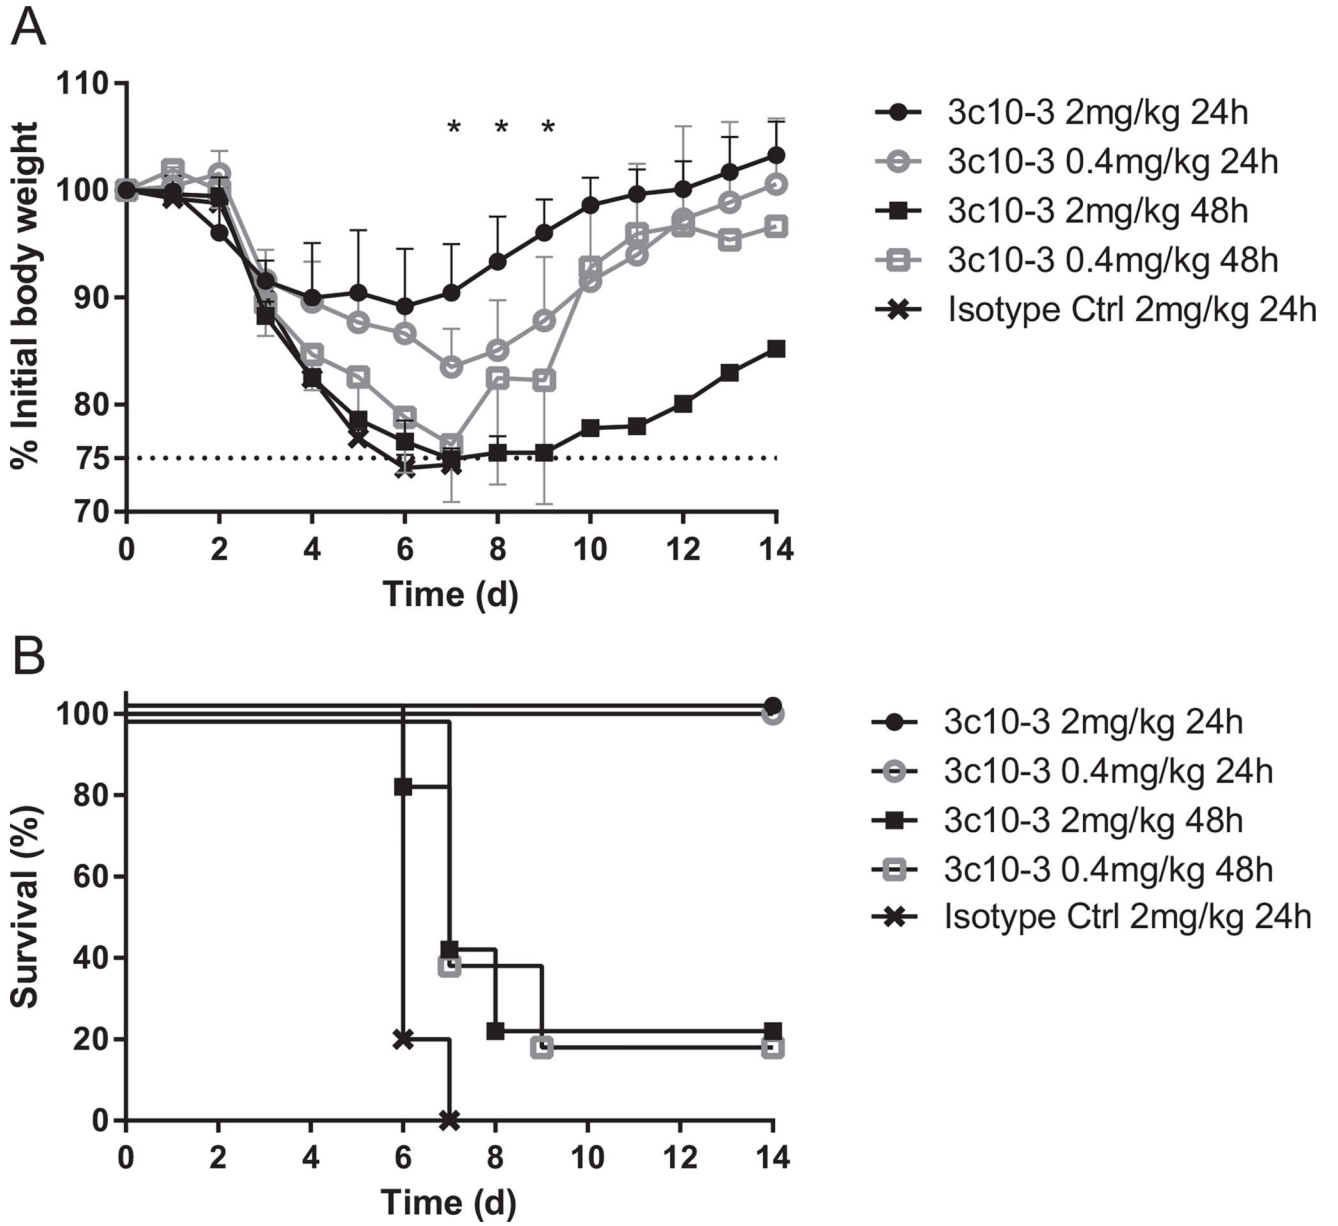 A
110
100
90
80
75
70
% Initial body weight
* * *
0 2 4 6 8 10 12 14
Time (d)
3c10-3 2mg/kg 24h
3c10-3 0.4mg/kg 24h
3c10-3 2mg/kg 48h
3c10-3 0.4mg/kg 48h
Isotype Ctrl 2mg/kg 24h
B
100
80
60
40
20
0
Survival (%)
0 2 4 6 8 10 12 14
Time (d)
3c10-3 2mg/kg 24h
3c10-3 0.4mg/kg 24h
3c10-3 2mg/kg 48h
3c10-3 0.4mg/kg 48h
Isotype Ctrl 2mg/kg 24h